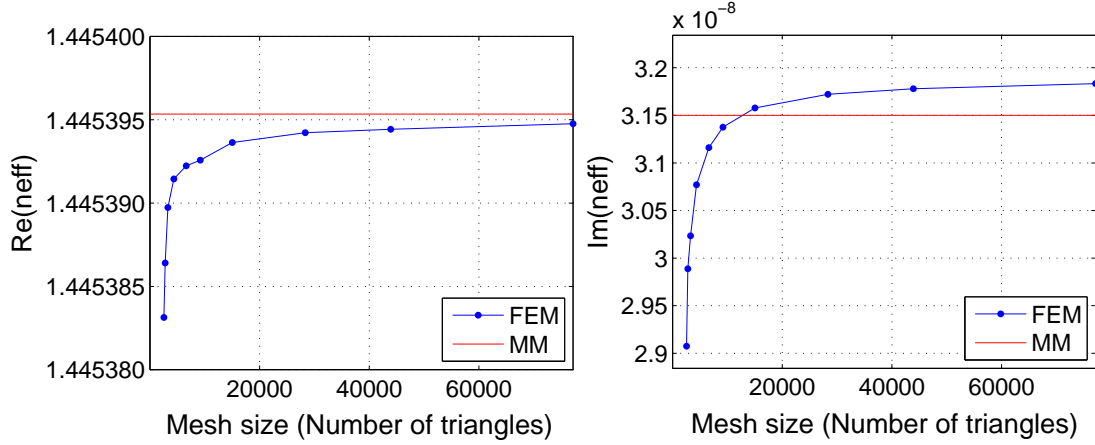 1.445400
1.445395
1.445390
1.445385
1.445380
Re(neff)
20000 40000 60000
Mesh size (Number of triangles)
FEM
MM
x 10⁻⁸
3.2
3.15
3.1
3.05
3
2.95
2.9
Im(neff)
20000 40000 60000
Mesh size (Number of triangles)
FEM
MM